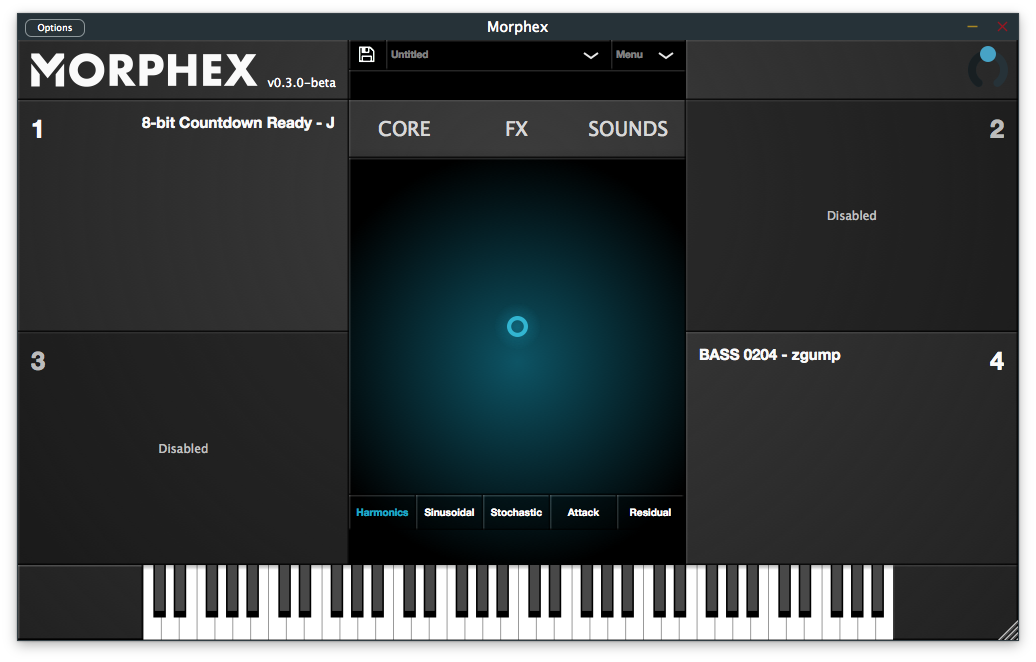 Options
Morphex
MORPHEX v0.3.0-beta
Untitled
Menu
1
8-bit Countdown Ready - J
CORE
FX
SOUNDS
2
Disabled
3
Disabled
BASS 0204 - zgump
4
Harmonics
Sinusoidal
Stochastic
Attack
Residual